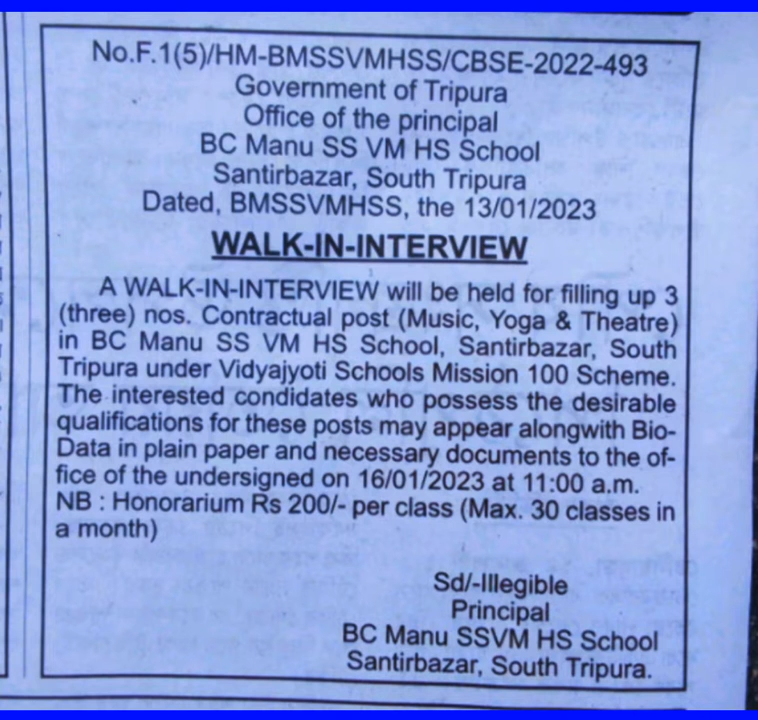 No.F.1(5)/HM-BMSSVMHSS/CBSE-2022-493
Government of Tripura
Office of the principal
BC Manu SS VM HS School
Santirbazar, South Tripura
Dated, BMSSVMHSS, the 13/01/2023
WALK-IN-INTERVIEW
A WALK-IN-INTERVIEW will be held for filling up 3
(three) nos. Contractual post (Music, Yoga & Theatre)
in BC Manu SS VM HS School, Santirbazar, South
Tripura under Vidyajyoti Schools Mission 100 Scheme.
The interested candidates who possess the desirable
qualifications for these posts may appear alongwith Bio-
Data in plain paper and necessary documents to the of-
fice of the undersigned on 16/01/2023 at 11:00 a.m.
NB : Honorarium Rs 200/- per class (Max. 30 classes in
a month)
Sd/-Illegible
Principal
BC Manu SSVM HS School
Santirbazar, South Tripura.